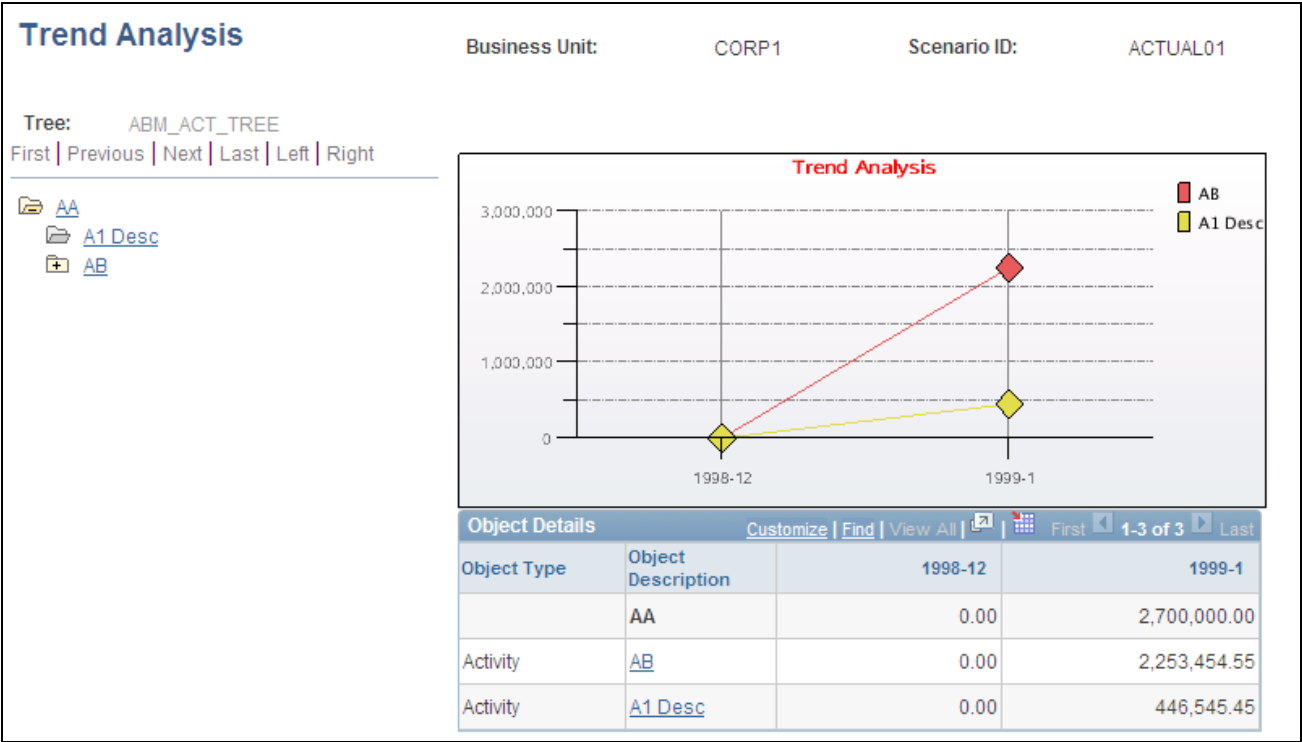 Trend Analysis
Business Unit: CORP1 Scenario ID: ACTUAL01
Tree: ABM_ACT_TREE
First | Previous | Next | Last | Left | Right
AA
A1 Desc
AB
Trend Analysis
AB
A1 Desc
3,000,000
2,000,000
1,000,000
0
1998-12 1999-1
Object Details Customize | Find | View All | | First 1-3 of 3 Last
Object Type Object Description 1998-12 1999-1
AA 0.00 2,700,000.00
Activity AB 0.00 2,253,454.55
Activity A1 Desc 0.00 446,545.45